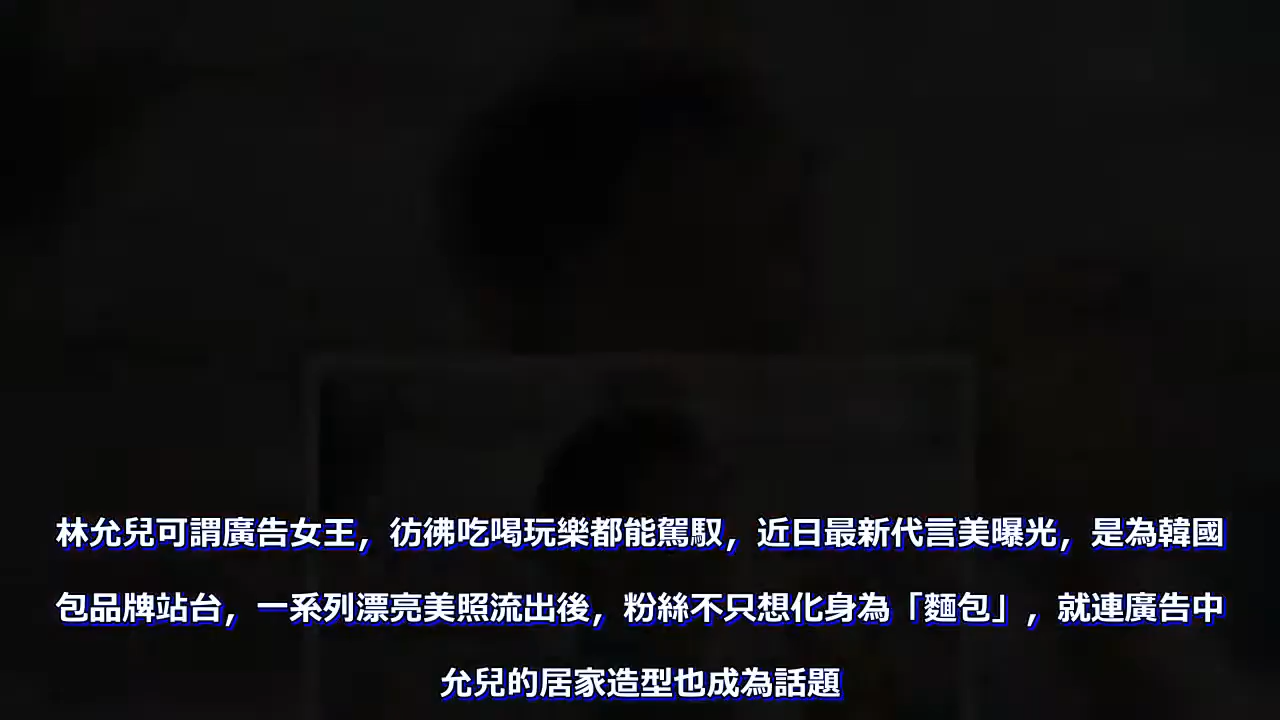 林允兒可謂廣告女王，彷彿吃喝玩樂都能駕馭，近日最新代言美曝光，是為韓國
包品牌站台，一系列漂亮美照流出後，粉絲不只想化身為「麵包」，就連廣告中
允兒的居家造型也成為話題